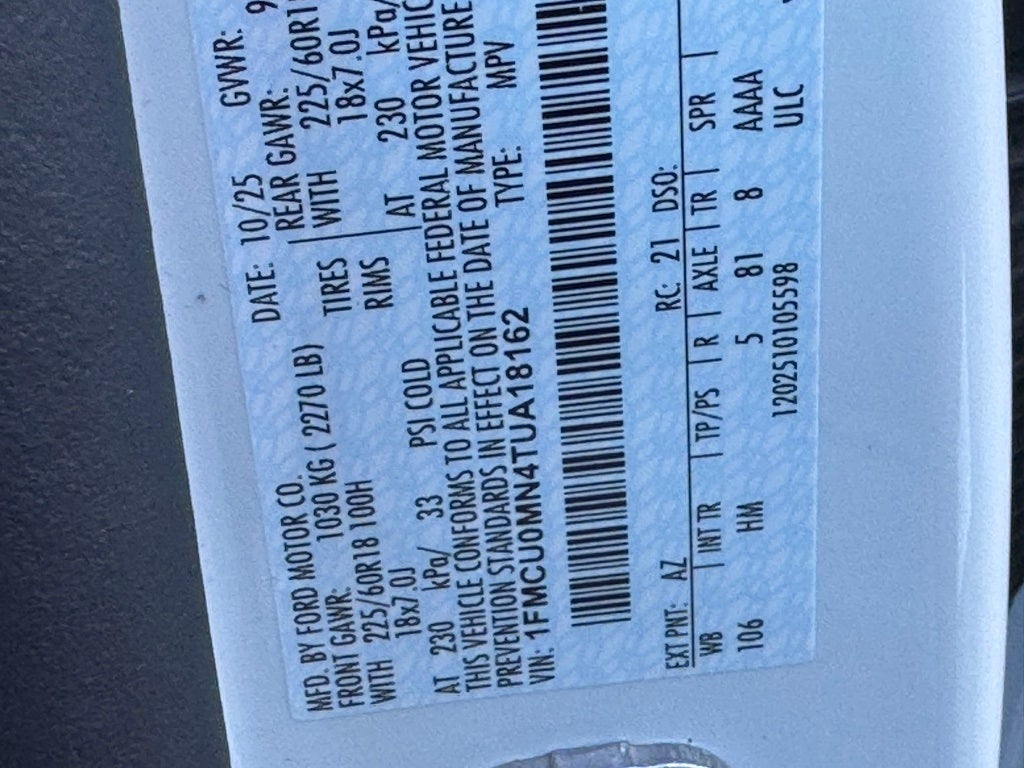 MFD. BY FORD MOTOR CO.
DATE: 10/25 GVWR:
FRONT GAWR: 1030 KG ( 2270 LB) REAR GAWR:
WITH 225/60R18 100H TIRES WITH 225/60R1
18x7.0J RIMS 18x7.0J
AT 230 kPa/ 33 PSI COLD AT 230 kPa/
THIS VEHICLE CONFORMS TO ALL APPLICABLE FEDERAL MOTOR VEHIC
PREVENTION STANDARDS IN EFFECT ON THE DATE OF MANUFACTURE
VIN: 1FMCU0MN4TUA18162 TYPE: MPV
EXT PNT: AZ RC: 21 DSO:
WB | INT TR | TP/PS | R | AXLE | TR | SPR |
106 HM 5 81 8 AAAA
1202510105598 ULC